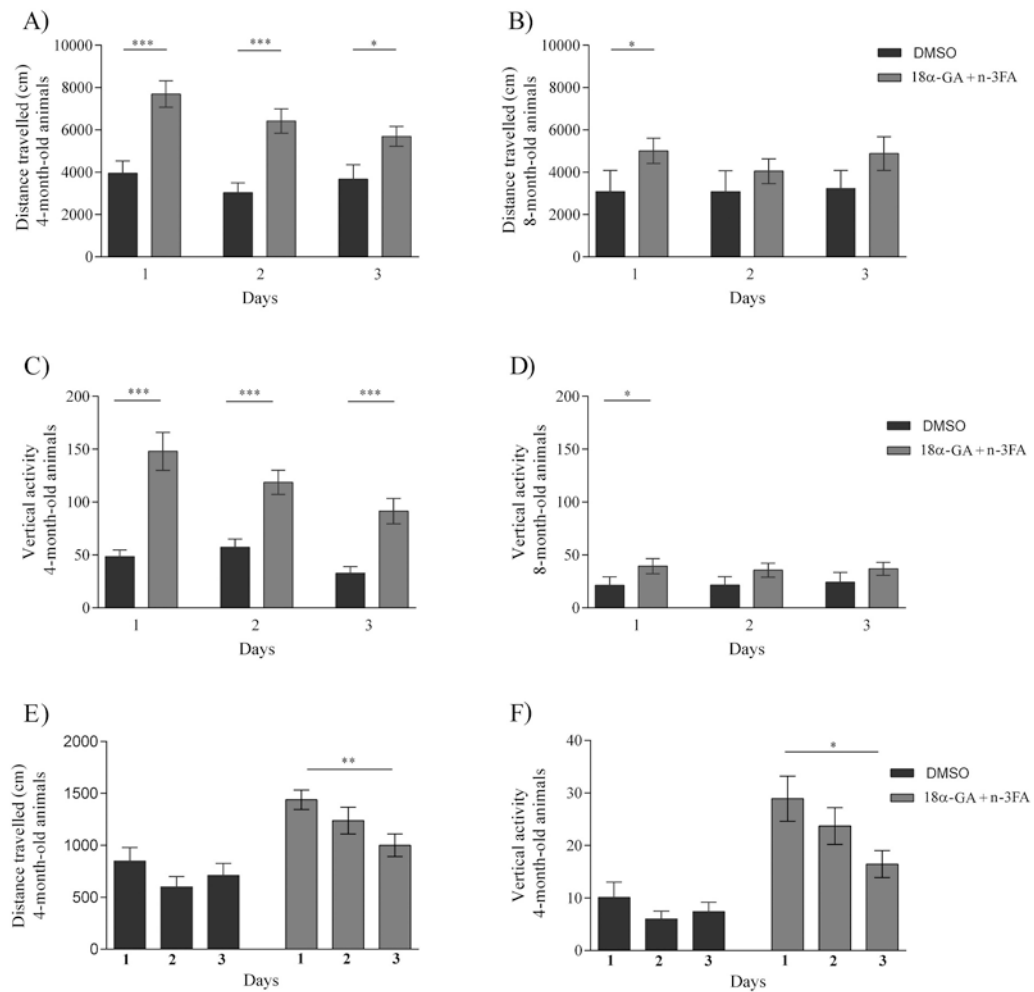 A)
***
***
*
10000
8000
6000
4000
2000
0
Distance travelled (cm)
4-month-old animals
1
2
3
Days
B)
*
10000
8000
6000
4000
2000
0
Distance travelled (cm)
8-month-old animals
1
2
3
Days
DMSO
18α-GA + n-3FA
C)
***
***
***
200
150
100
50
0
Vertical activity
4-month-old animals
1
2
3
Days
D)
*
200
150
100
50
0
Vertical activity
8-month-old animals
1
2
3
Days
DMSO
18α-GA + n-3FA
E)
**
2000
1500
1000
500
0
Distance travelled (cm)
4-month-old animals
1
2
3
1
2
3
Days
F)
*
40
30
20
10
0
Vertical activity
4-month-old animals
1
2
3
1
2
3
Days
DMSO
18α-GA + n-3FA